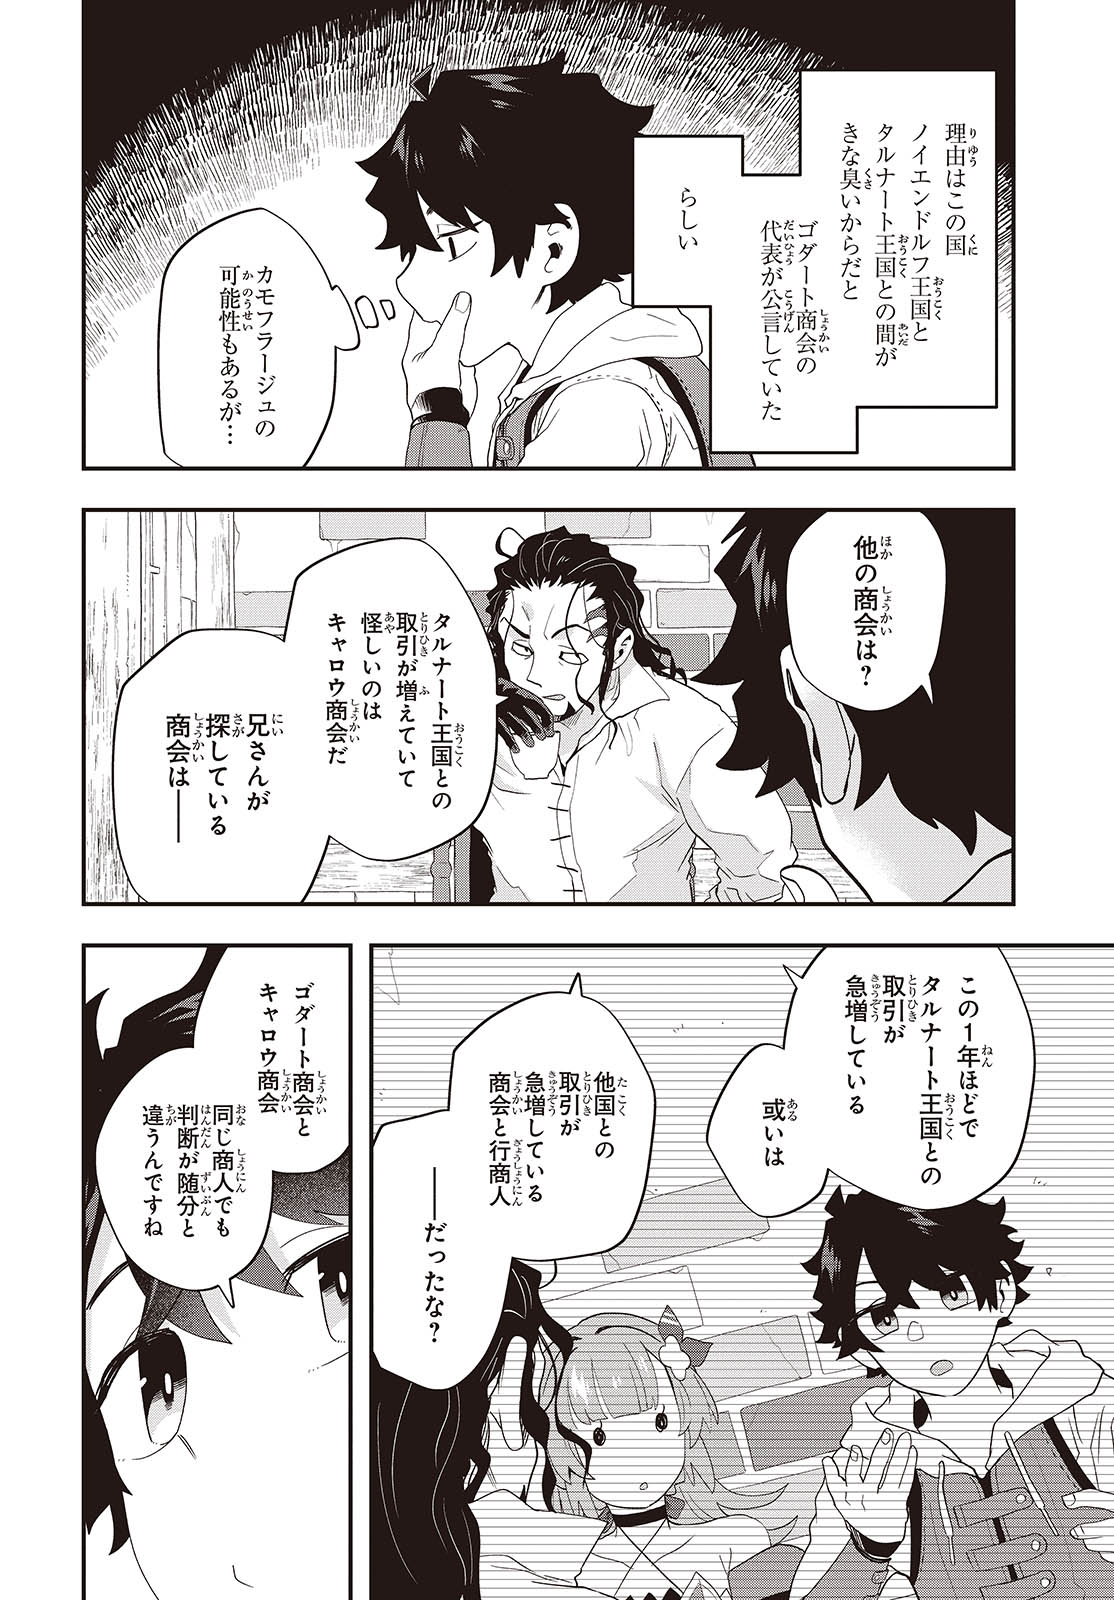 理由はこの国
ノイエンドルフ王国と
タルナート王国との間が
きな臭いからだと
ゴダート商会の
代表が公言していた
らしい
カモフラージュの
可能性もあるが…
他の商会は？
タルナート王国との
取引が増えていて
怪しいのは
キャロウ商会だ
兄さんが
探している
商会は――
この1年ほどで
タルナート王国との
取引が
急増している
或いは
他国との
取引が
急増している
商会と行商人
――だったな？
ゴダート商会と
キャロウ商会
同じ商人でも
判断が随分と
違うんですね